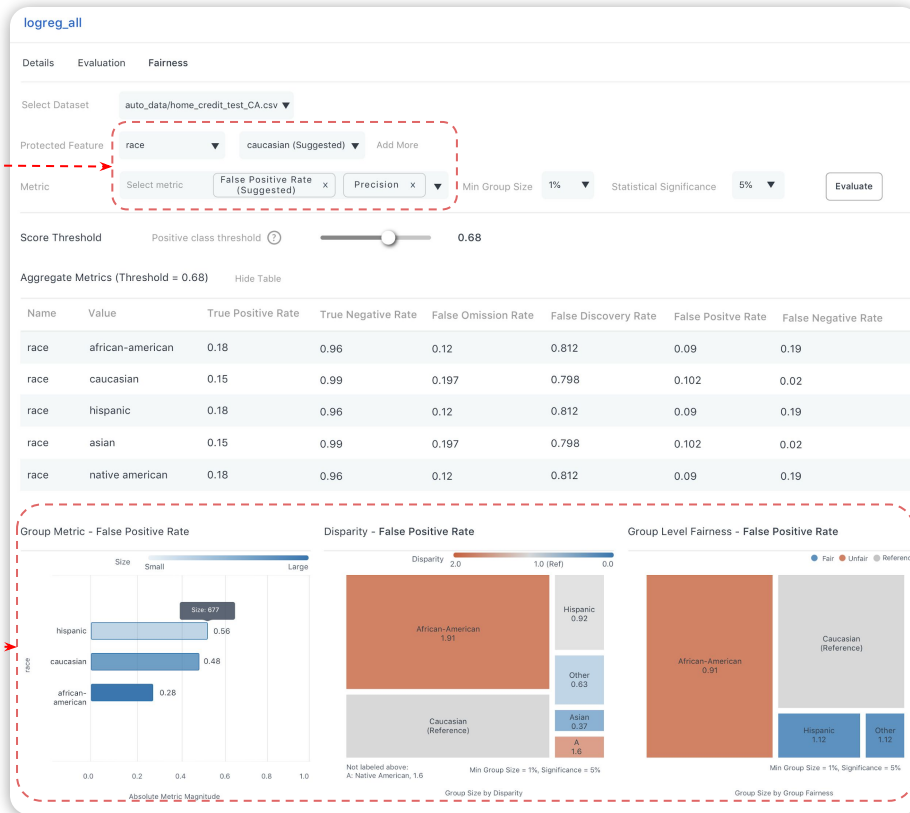 logreg_all
Details Evaluation Fairness
Select Dataset auto_data/home_credit_test_CA.csv
Protected Feature race caucasian (Suggested) Add More
Metric Select metric False Positive Rate (Suggested) x Precision x Min Group Size 1% Statistical Significance 5% Evaluate
Score Threshold Positive class threshold ? 0.68
Aggregate Metrics (Threshold = 0.68) Hide Table
Name Value True Positive Rate True Negative Rate False Omission Rate False Discovery Rate False Positve Rate False Negative Rate
race african-american 0.18 0.96 0.12 0.812 0.09 0.19
race caucasian 0.15 0.99 0.197 0.798 0.102 0.02
race hispanic 0.18 0.96 0.12 0.812 0.09 0.19
race asian 0.15 0.99 0.197 0.798 0.102 0.02
race native american 0.18 0.96 0.12 0.812 0.09 0.19
Group Metric - False Positive Rate
Size Small Large
Size: 677
hispanic 0.56
caucasian 0.48
african-
american 0.28
race
0.0 0.2 0.4 0.6 0.8 1.0
Absolute Metric Magnitude
Disparity - False Positive Rate
Disparity 2.0 1.0 (Ref) 0.0
African-American
1.91
Hispanic
0.92
Other
0.63
Asian
0.37
A
1.6
Caucasian
(Reference)
Not labeled above:
A: Native American, 1.6
Min Group Size = 1%, Significance = 5%
Group Size by Disparity
Group Level Fairness - False Positive Rate
Fair Unfair Referenc
African-American
0.91
Caucasian
(Reference)
Hispanic
1.12
Other
1.12
Min Group Size = 1%, Significance = 5%
Group Size by Group Fairness